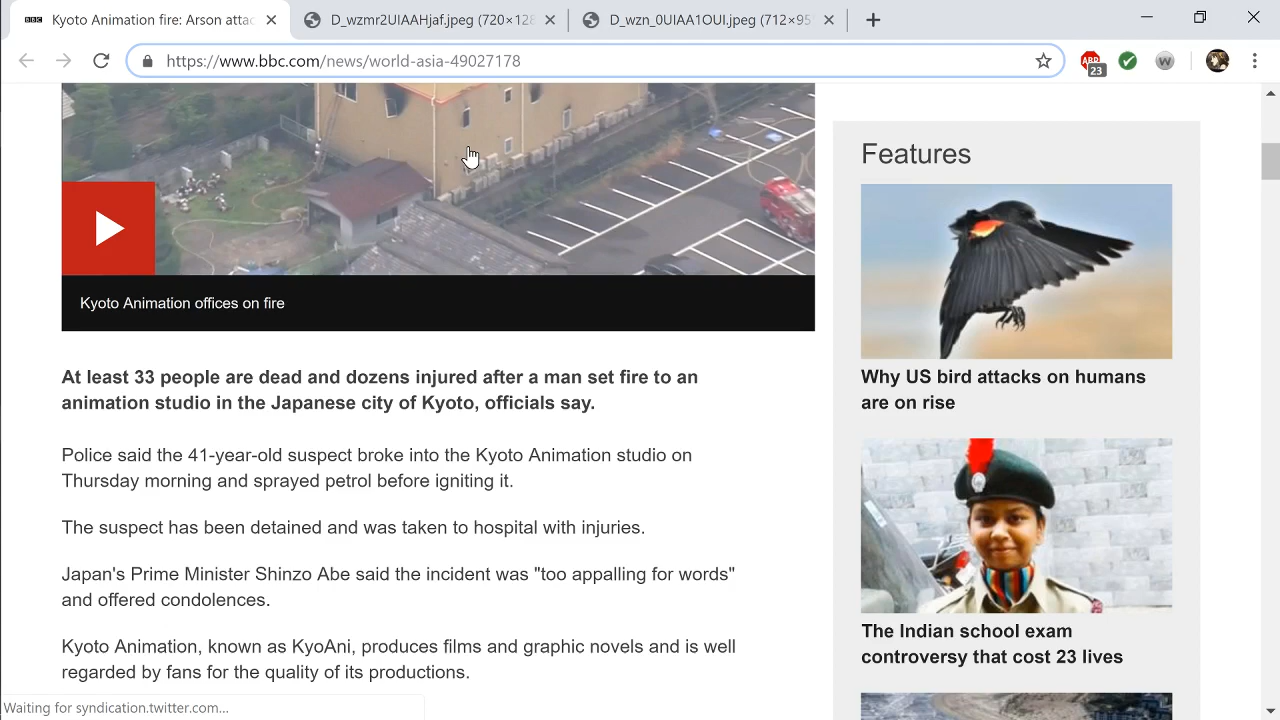 BBC Kyoto Animation fire: Arson attac
D_wzmr2UIAAHjaf.jpeg (720×128
D_wzn_0UIAA1OUI.jpeg (712×95
https://www.bbc.com/news/world-asia-49027178
ABP
23
W
Features
Kyoto Animation offices on fire
At least 33 people are dead and dozens injured after a man set fire to an
animation studio in the Japanese city of Kyoto, officials say.
Police said the 41-year-old suspect broke into the Kyoto Animation studio on
Thursday morning and sprayed petrol before igniting it.
The suspect has been detained and was taken to hospital with injuries.
Japan's Prime Minister Shinzo Abe said the incident was "too appalling for words"
and offered condolences.
Kyoto Animation, known as KyoAni, produces films and graphic novels and is well
regarded by fans for the quality of its productions.
Why US bird attacks on humans
are on rise
The Indian school exam
controversy that cost 23 lives
Waiting for syndication.twitter.com...